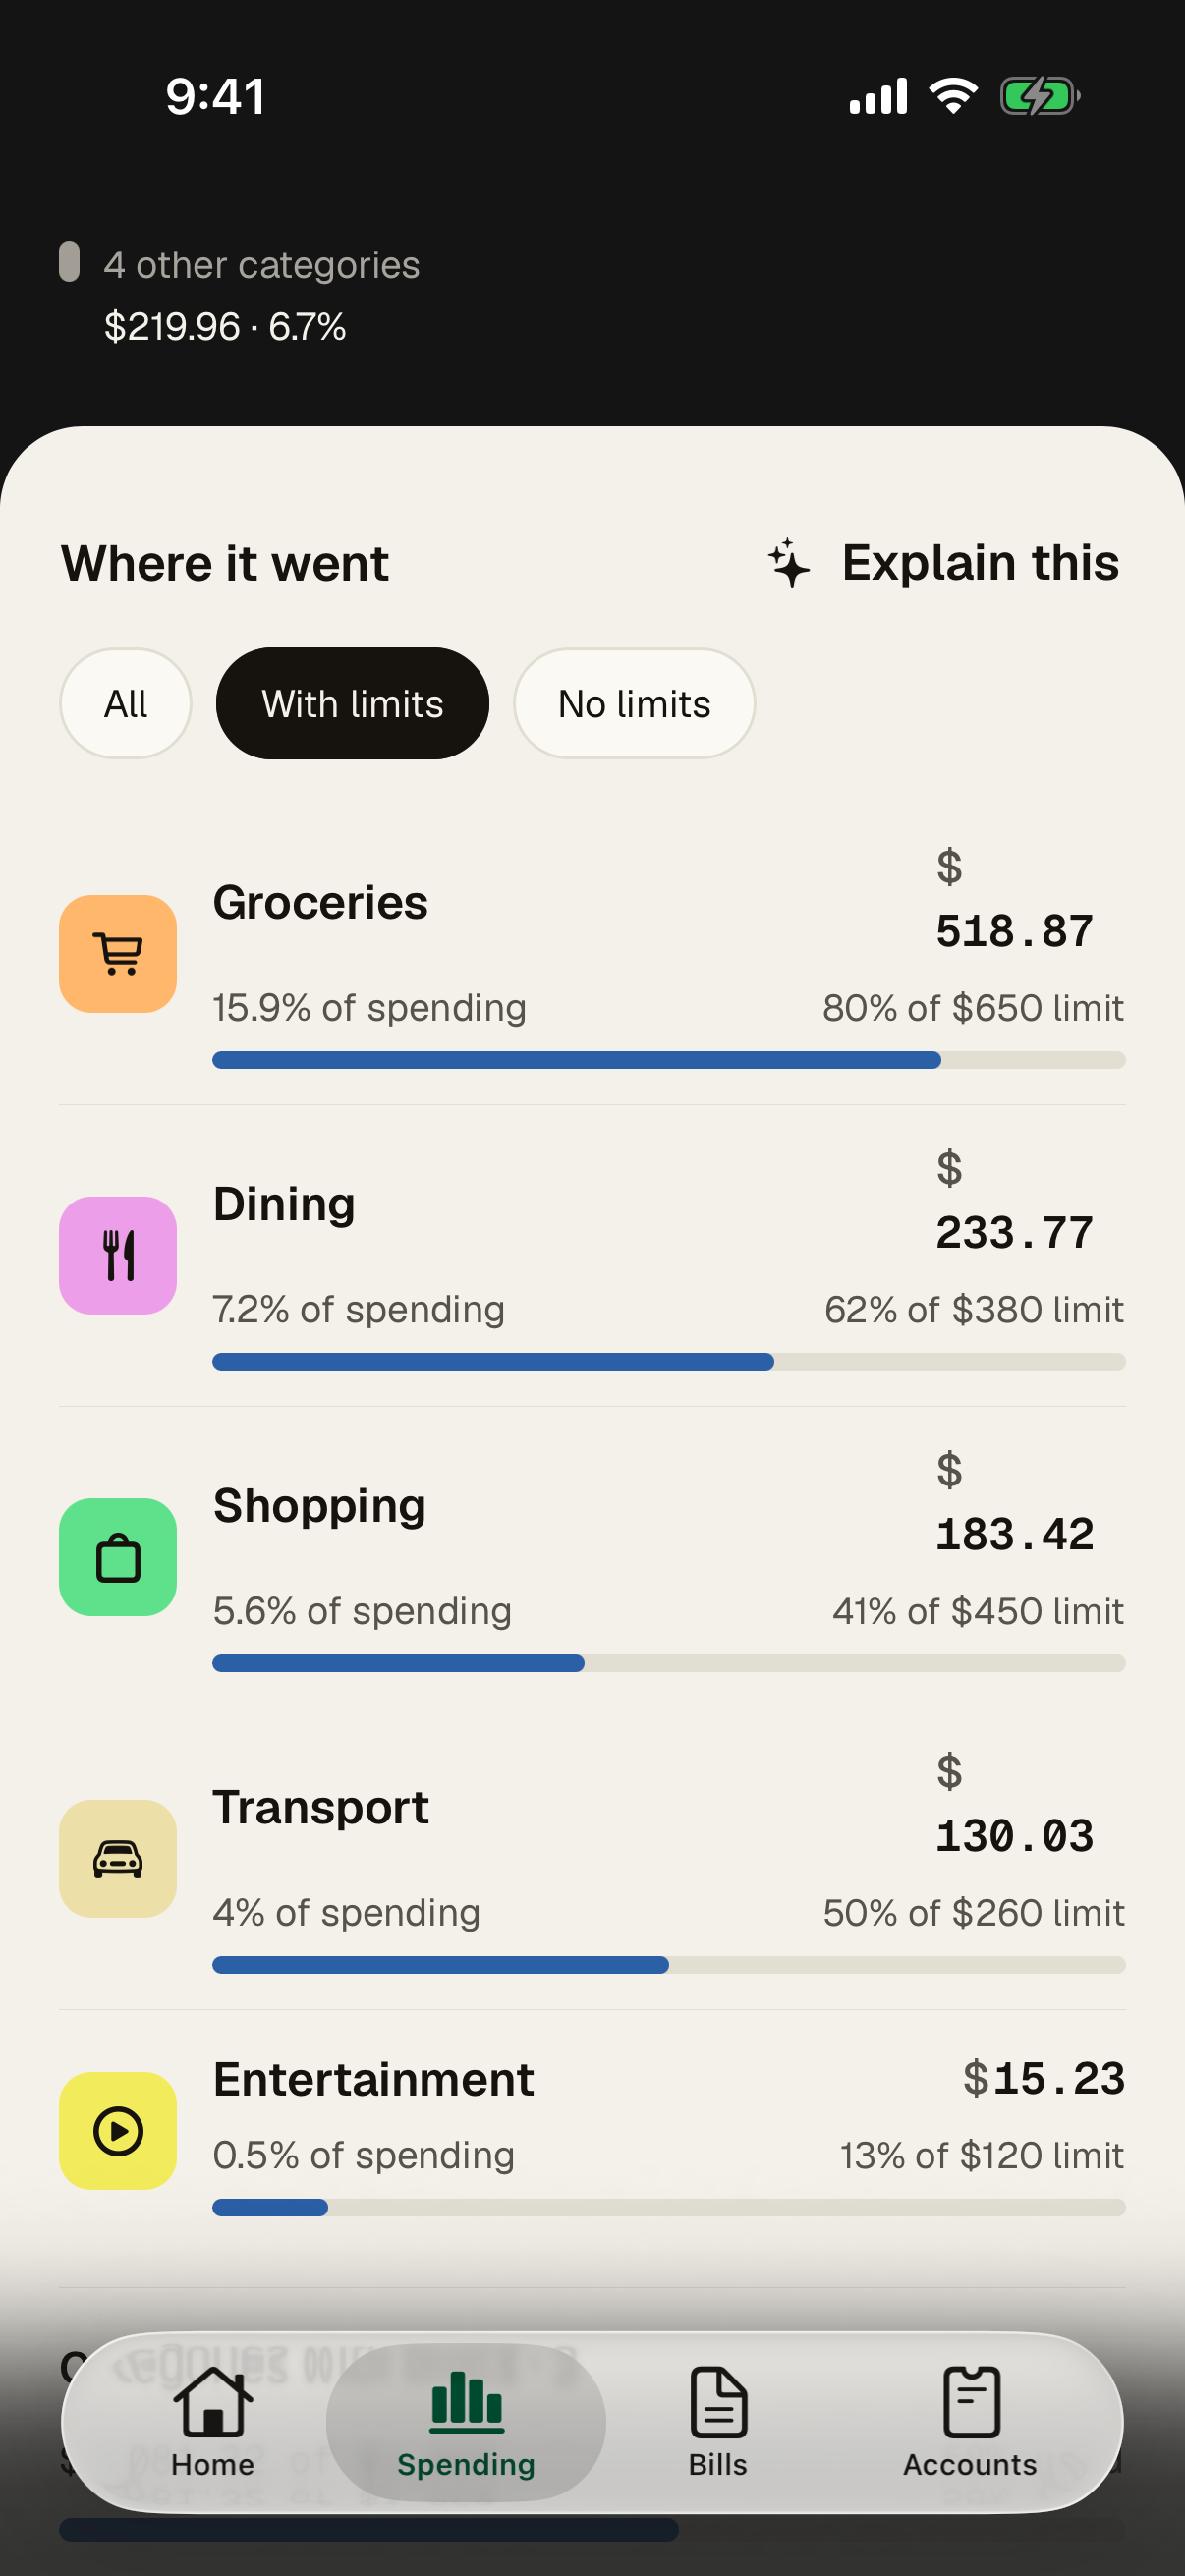 9:41
4 other categories
$219.96 · 6.7%
Where it went
Explain this
All
With limits
No limits
Groceries
$
518.87
15.9% of spending
80% of $650 limit
Dining
$
233.77
7.2% of spending
62% of $380 limit
Shopping
$
183.42
5.6% of spending
41% of $450 limit
Transport
$
130.03
4% of spending
50% of $260 limit
Entertainment
$15.23
0.5% of spending
13% of $120 limit
Home
Spending
Bills
Accounts